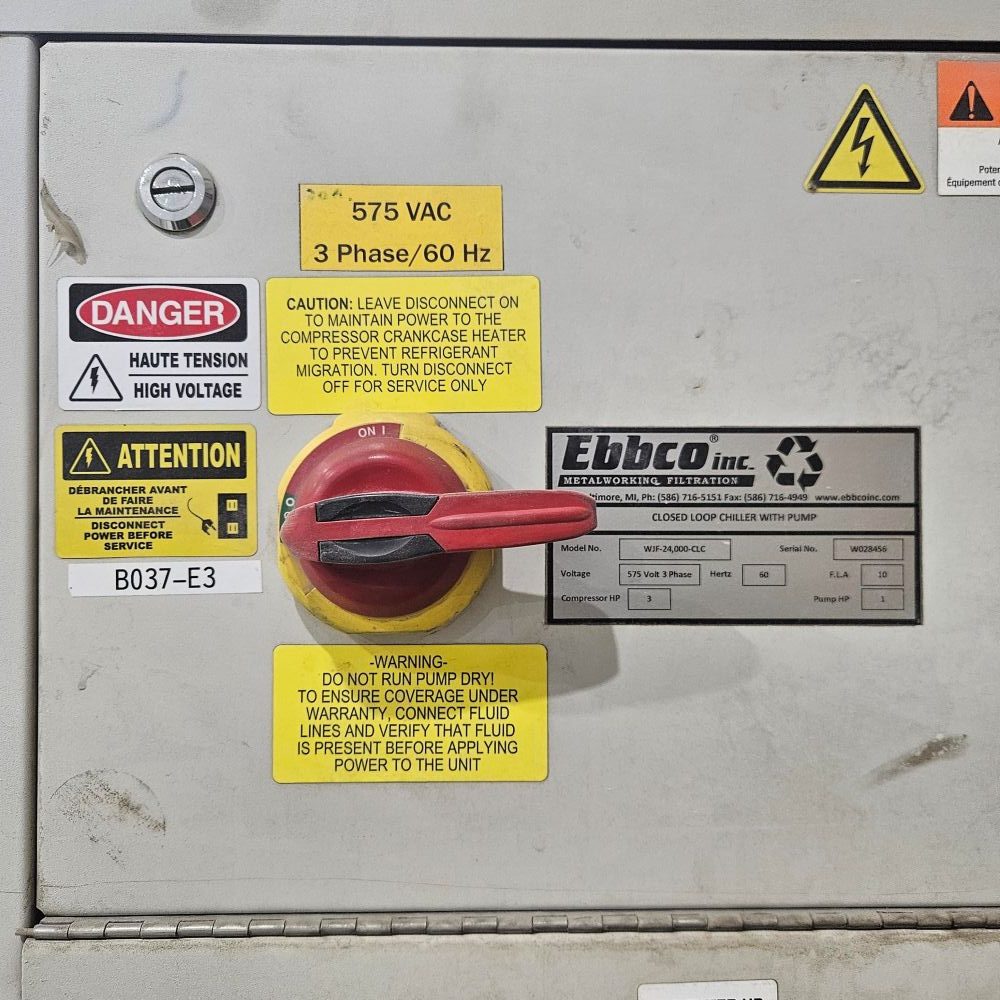 575 VAC
3 Phase/60 Hz
DANGER
HAUTE TENSION
HIGH VOLTAGE
CAUTION: LEAVE DISCONNECT ON
TO MAINTAIN POWER TO THE
COMPRESSOR CRANKCASE HEATER
TO PREVENT REFRIGERANT
MIGRATION. TURN DISCONNECT
OFF FOR SERVICE ONLY
ATTENTION
DÉBRANCHER AVANT
DE FAIRE
LA MAINTENANCE
DISCONNECT
POWER BEFORE
SERVICE
B037-E3
ON I
Ebbco® inc.
METALWORKING FILTRATION
MI, Ph: (586) 716-5151 Fax: (586) 716-4949 www.ebbcoinc.com
CLOSED LOOP CHILLER WITH PUMP
Model No. WJF-24,000-CLC Serial No. W028456
Voltage 575 Volt 3 Phase Hertz 60 F.L.A. 10
Compressor HP 3 Pump HP 1
-WARNING-
DO NOT RUN PUMP DRY!
TO ENSURE COVERAGE UNDER
WARRANTY, CONNECT FLUID
LINES AND VERIFY THAT FLUID
IS PRESENT BEFORE APPLYING
POWER TO THE UNIT
Équipement